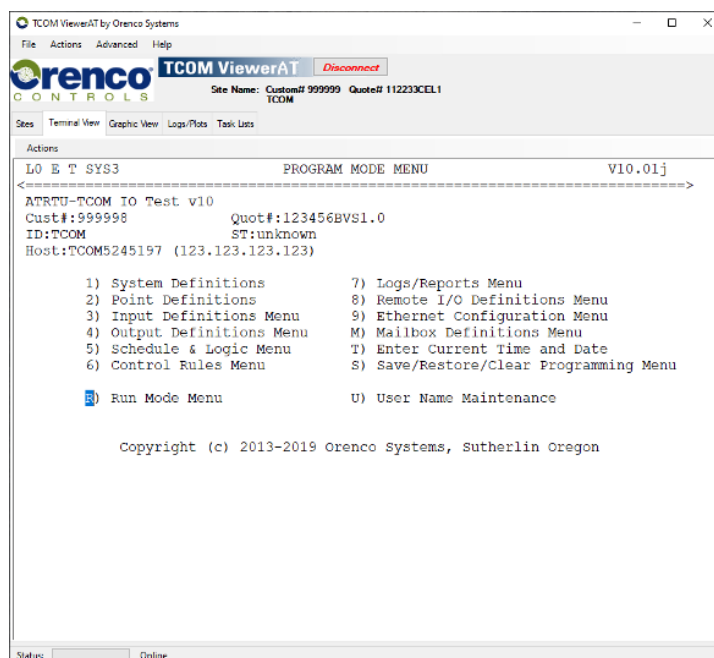 TCOM ViewerAT by Orenco Systems
File Actions Advanced Help
Orenco CONTROLS
TCOM ViewerAT Disconnect
Site Name: Custom# 999999 Quote# 112233CEL1
TCOM
Sites Terminal View Graphic View Logs/Plots Task Lists
Actions
L0 E T SYS3 PROGRAM MODE MENU V10.01j
<==============================================================================>
ATRTU-TCOM IO Test v10
Cust#:999998 Quot#:123456BVS1.0
ID:TCOM ST:unknown
Host:TCOM5245197 (123.123.123.123)
1) System Definitions 7) Logs/Reports Menu
2) Point Definitions 8) Remote I/O Definitions Menu
3) Input Definitions Menu 9) Ethernet Configuration Menu
4) Output Definitions Menu M) Mailbox Definitions Menu
5) Schedule & Logic Menu T) Enter Current Time and Date
6) Control Rules Menu S) Save/Restore/Clear Programming Menu
R) Run Mode Menu U) User Name Maintenance
Copyright (c) 2013-2019 Orenco Systems, Sutherlin Oregon
Status: Online